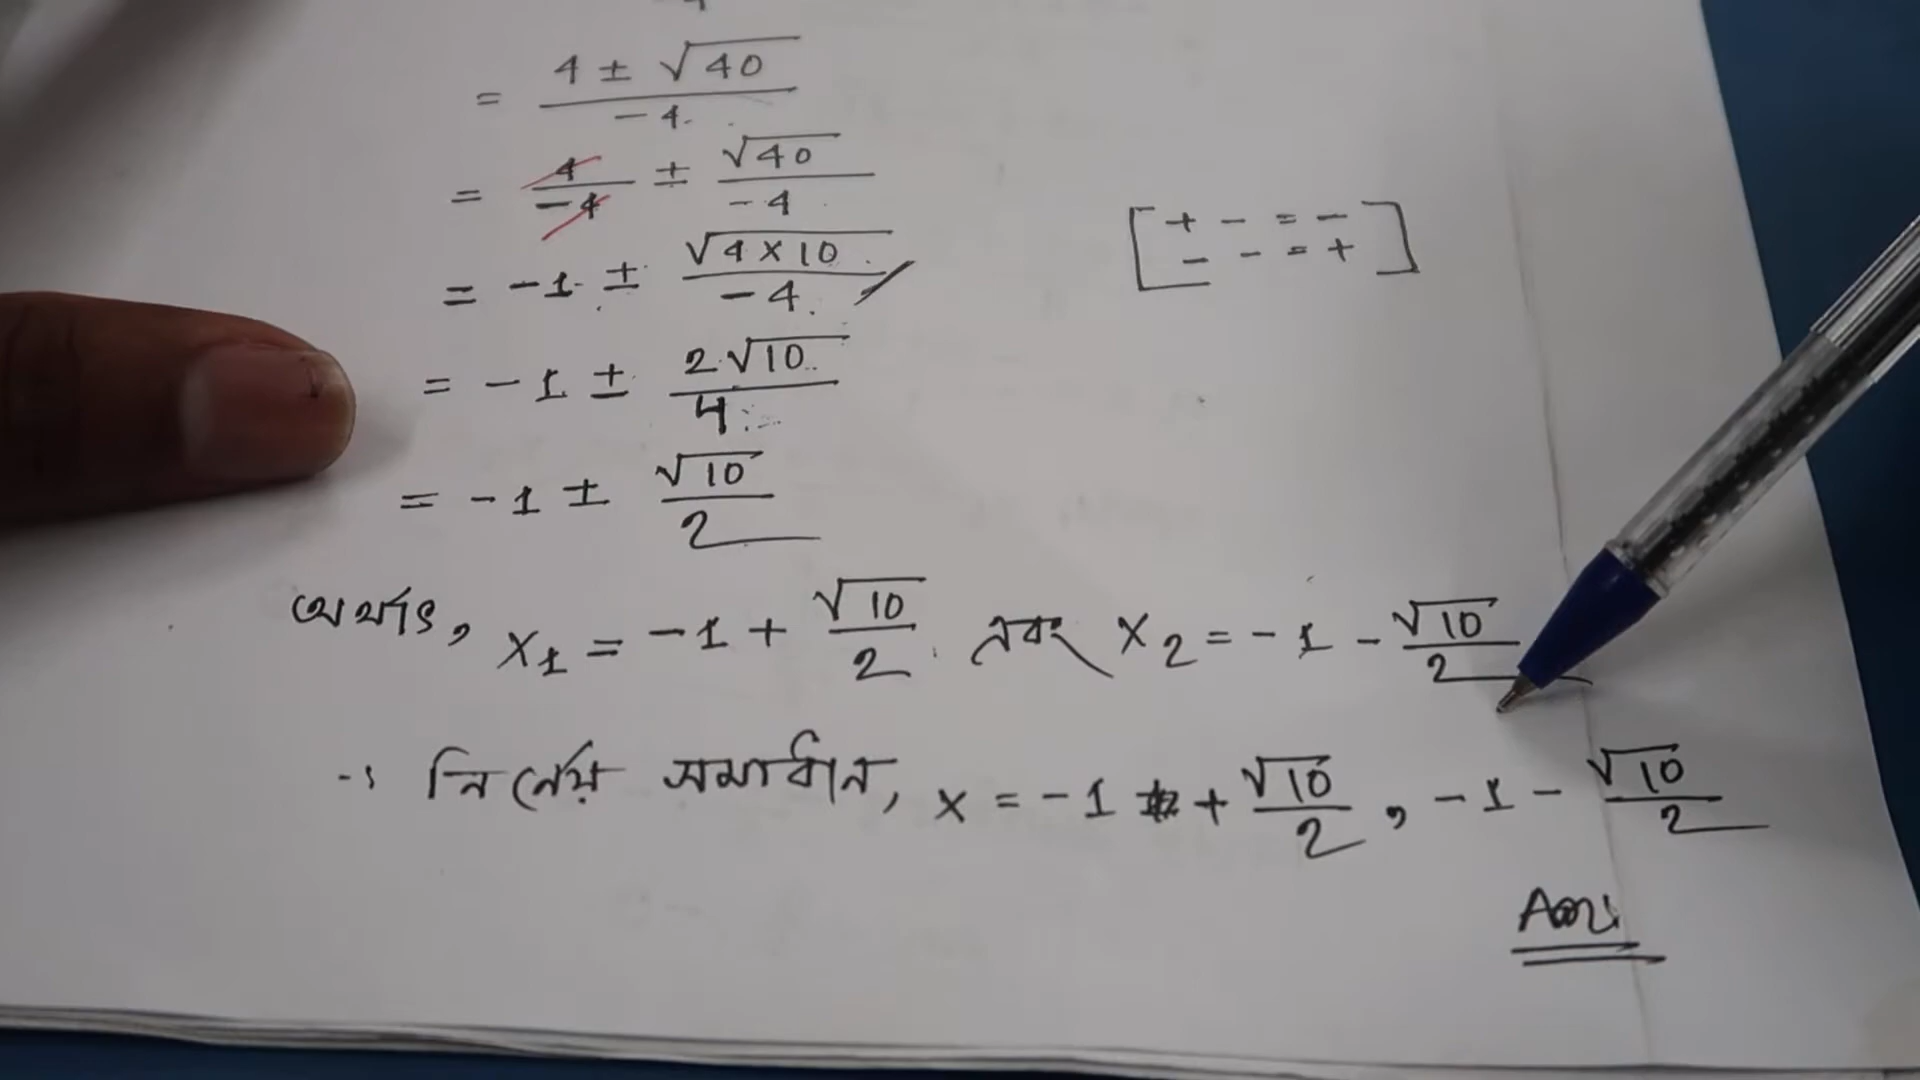 = 4 ± √40 / -4
= 4 / -4 ± √40 / -4
= -1 ± √4 × 10 / -4 [ + - = - - - = + ]
= -1 ± 2√10 / 4
= -1 ± √10 / 2
অর্থাৎ, x1 = -1 + √10 / 2 এবং x2 = -1 - √10 / 2
∴ নির্ণেয় সমাধান, x = -1 + √10 / 2 , -1 - √10 / 2
Ans: